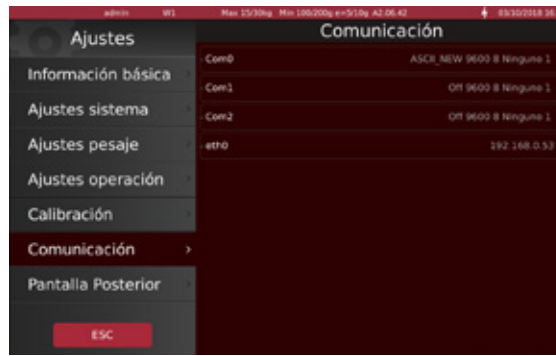 admin W1 Max 15/30kg Min 100/200g e=5/10g A2.06.42 03/10/2018 16
Ajustes
Comunicación
Información básica
Ajustes sistema
Ajustes pesaje
Ajustes operación
Calibración
Comunicación
Pantalla Posterior
ESC
Com0 ASCII_NEW 9600 8 Ninguno 1
Com1 Off 9600 8 Ninguno 1
Com2 Off 9600 8 Ninguno 1
eth0 192.168.0.53